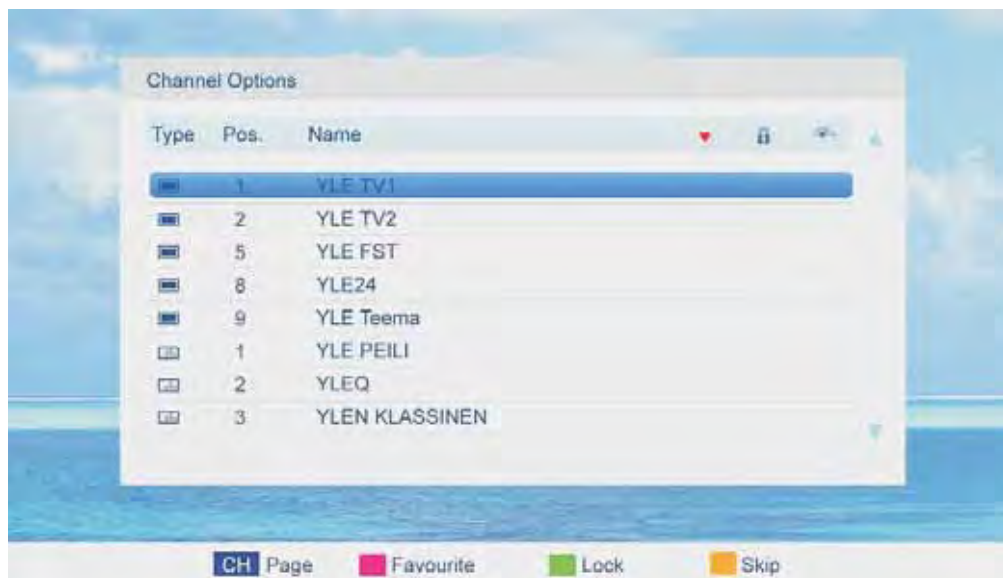 Channel Options
Type Pos. Name
1 YLE TV1
2 YLE TV2
5 YLE FST
8 YLE24
9 YLE Teema
1 YLE PEILI
2 YLEQ
3 YLEN KLASSINEN
CH Page Favourite Lock Skip